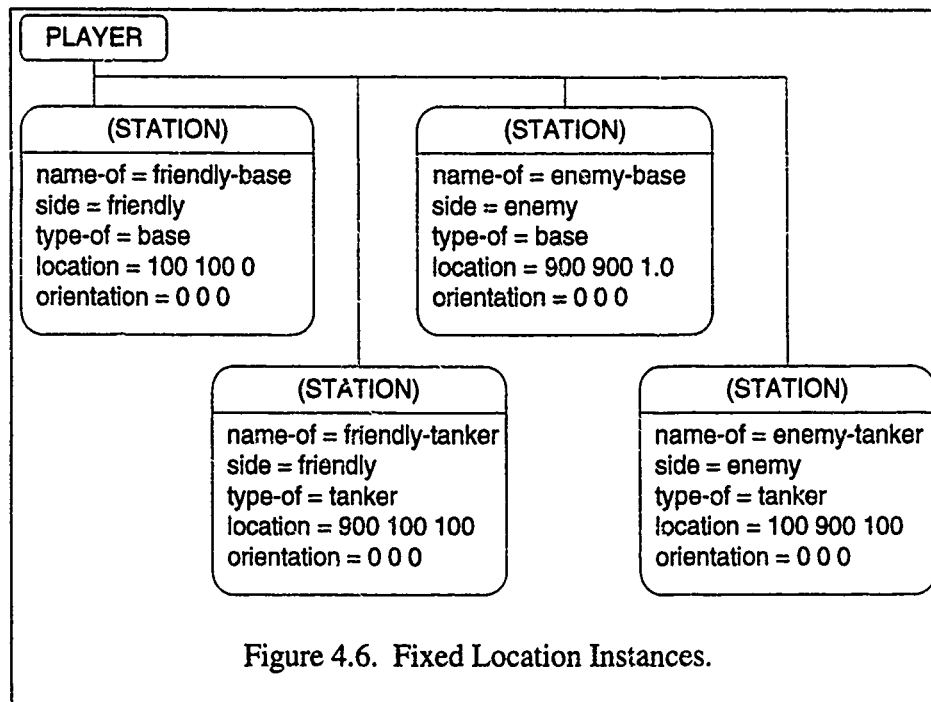 PLAYER
(STATION)
name-of = friendly-base
side = friendly
type-of = base
location = 100 100 0
orientation = 0 0 0
(STATION)
name-of = enemy-base
side = enemy
type-of = base
location = 900 900 1.0
orientation = 0 0 0
(STATION)
name-of = friendly-tanker
side = friendly
type-of = tanker
location = 900 100 100
orientation = 0 0 0
(STATION)
name-of = enemy-tanker
side = enemy
type-of = tanker
location = 100 900 100
orientation = 0 0 0
Figure 4.6. Fixed Location Instances.